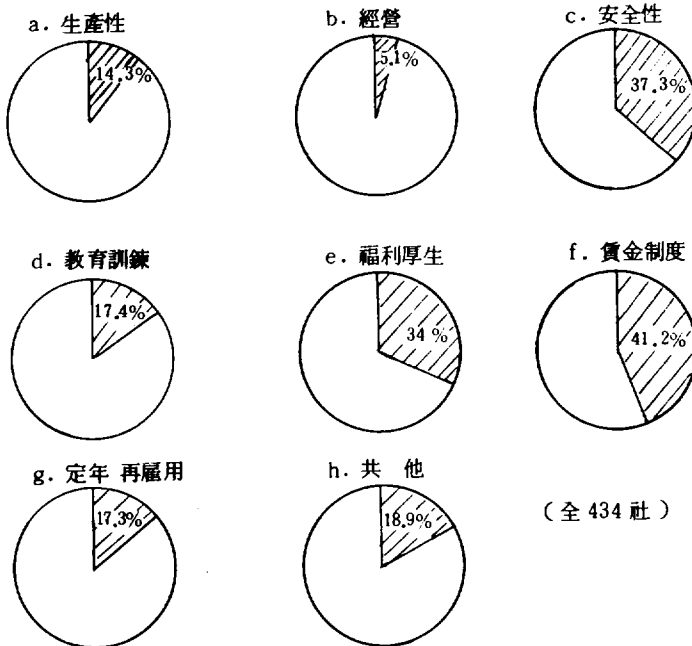 a. 生產性
b. 經營
c. 安全性
14.3%
5.1%
37.3%
d. 教育訓練
e. 福利厚生
f. 賃金制度
17.4%
34 %
41.2%
g. 定年 再雇用
h. 共 他
(全 434 社)
17.3%
18.9%